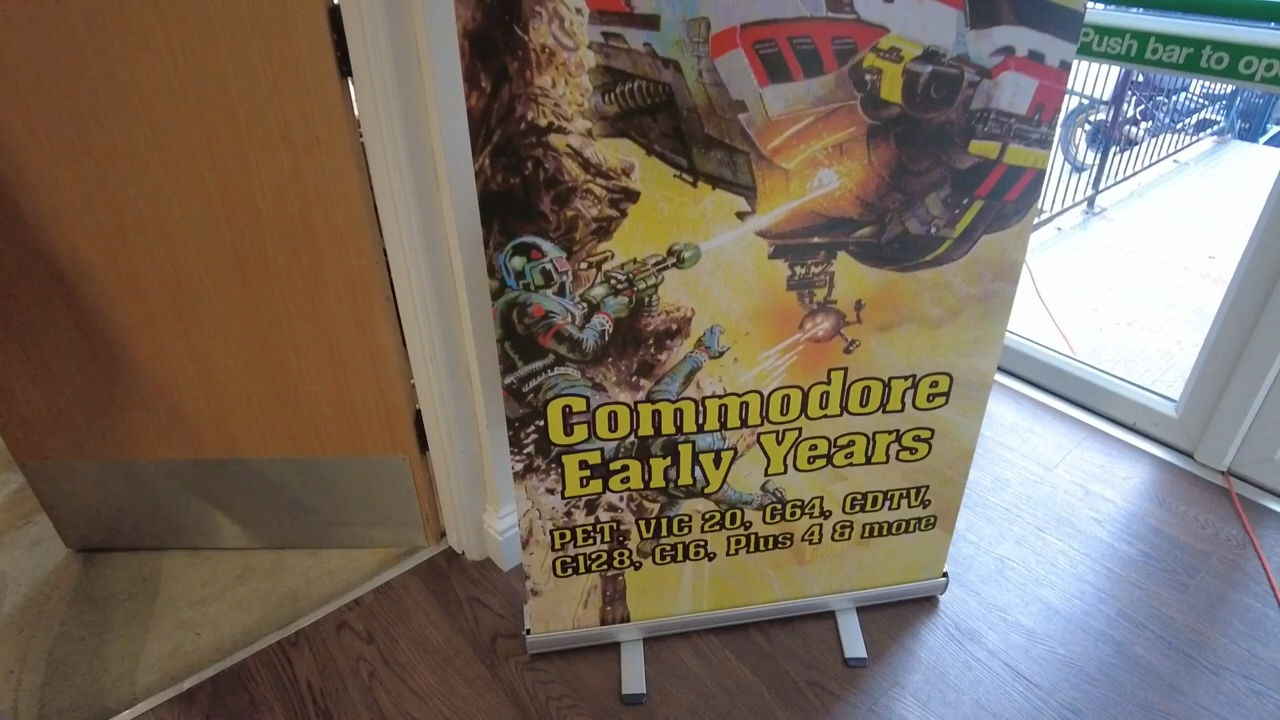 Push bar to op
Commodore
Early Years
PET, VIC 20, C64, CDTV,
C128, C16, Plus 4 & more